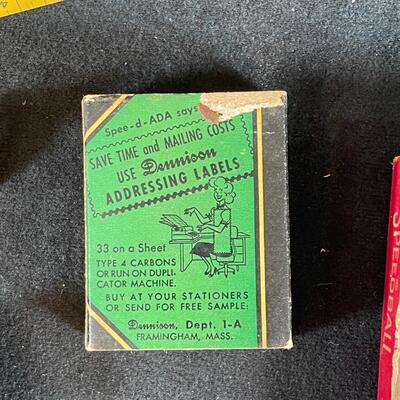 Spee-d-ADA says
SAVE TIME and MAILING COSTS
USE Dennison
ADDRESSING LABELS
33 on a Sheet
TYPE 4 CARBONS
OR RUN ON DUPLI-
CATOR MACHINE.
BUY AT YOUR STATIONERS
OR SEND FOR FREE SAMPLE:
Dennison, Dept. 1-A
FRAMINGHAM, MASS.
SPEEDBALL